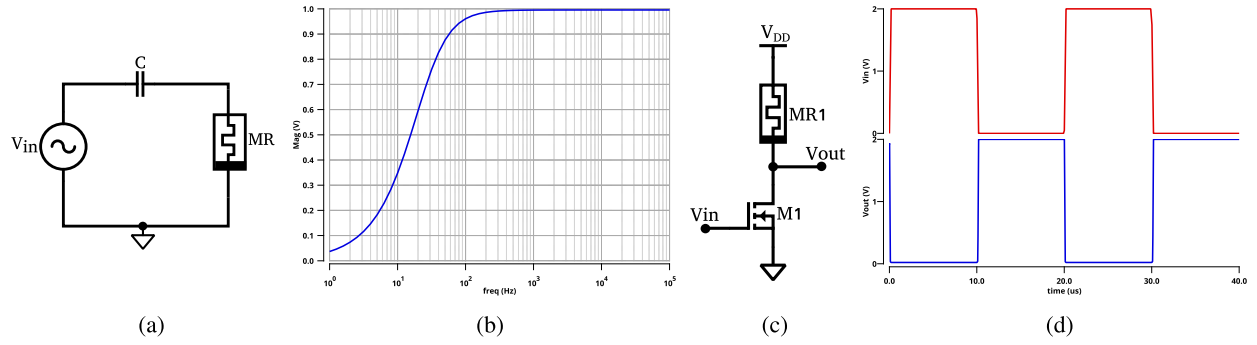 C
Vin
MR
(a)
Mag (V)
1.0
0.9
0.8
0.7
0.6
0.5
0.4
0.3
0.2
0.1
0.0
10^0 10^1 10^2 10^3 10^4 10^5
freq (Hz)
(b)
V_DD
MR1
Vout
Vin
M1
(c)
Vin (V)
2
1
0
Vout (V)
2
1
0
0.0 10.0 20.0 30.0 40.0
time (us)
(d)